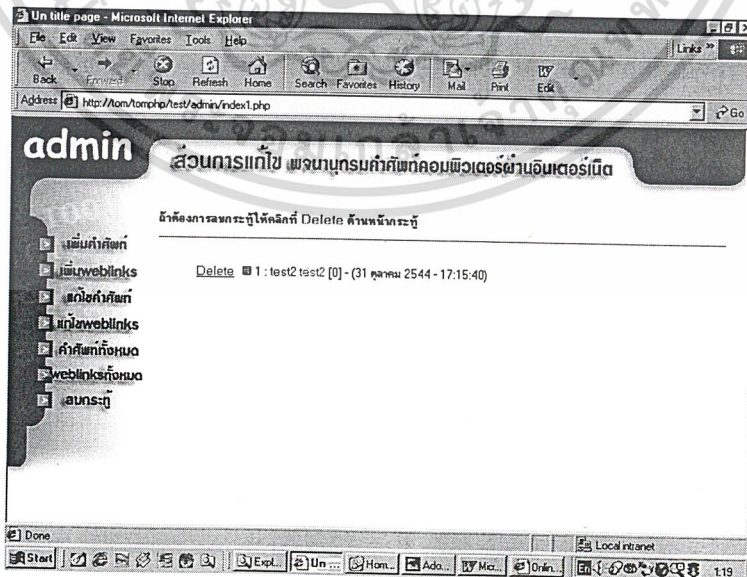 Un title page - Microsoft Internet Explorer
File Edit View Favorites Tools Help
Links »
Back Forward Stop Refresh Home Search Favorites History Mail Print Edit
Address http://tom/tomphp/test/admin/index1.php Go
admin
ส่วนการแก้ไข พจนานุกรมคำศัพท์คอมพิวเตอร์ผ่านอินเตอร์เน็ต
ถ้าต้องการลบกระทู้ให้คลิกที่ Delete ด้านหน้ากระทู้
เพิ่มคำศัพท์
เพิ่มweblinks
แก้ไขคำศัพท์
แก้ไขweblinks
คำศัพท์ทั้งหมด
weblinksทั้งหมด
ลบกระทู้
Delete 1 : test2 test2 [0] - (31 ตุลาคม 2544 - 17:15:40)
Done
Local intranet
Start Expl... Un ... Hom... Ado... Mic... Onlin... En 1:19